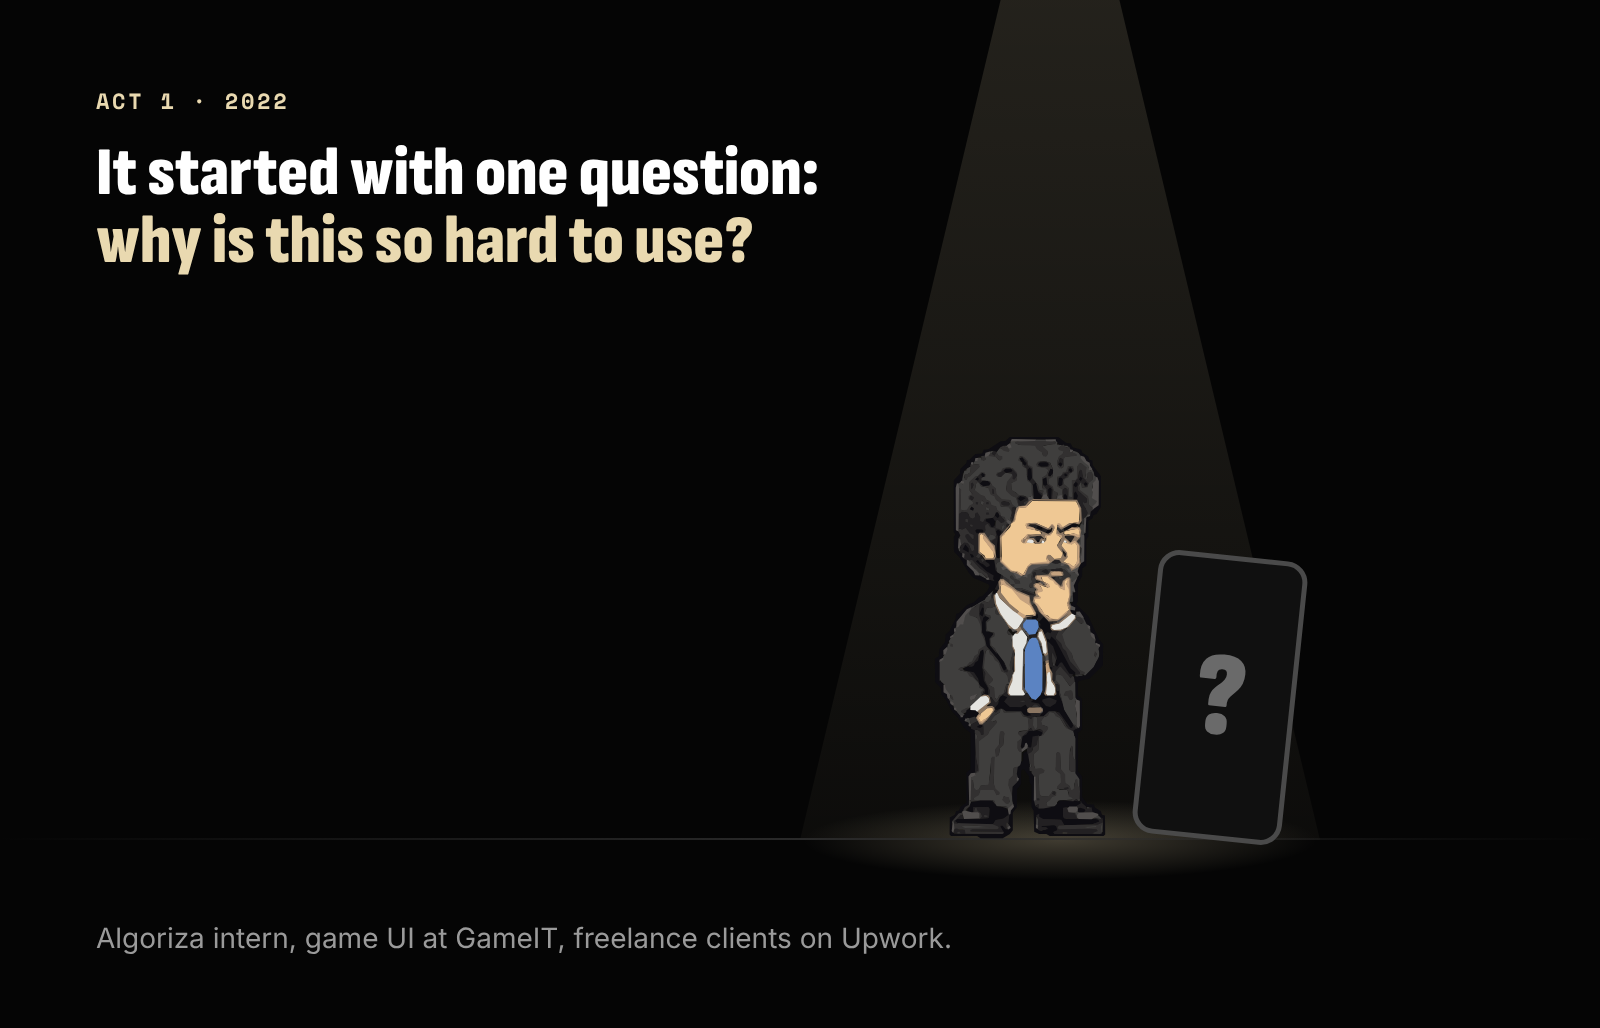 ACT 1 · 2022
It started with one question:
why is this so hard to use?
?
Algoriza intern, game UI at GameIT, freelance clients on Upwork.